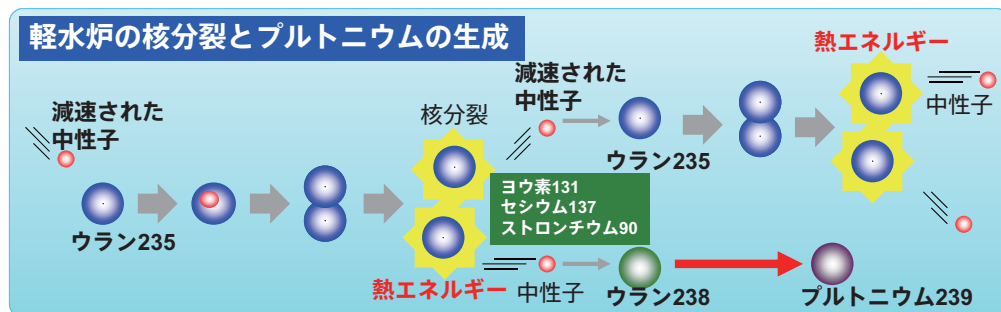 軽水炉の核分裂とプルトニウムの生成
減速された
中性子
ウラン235
核分裂
熱エネルギー
ヨウ素131
セシウム137
ストロンチウム90
減速された
中性子
ウラン235
熱エネルギー
中性子
中性子
ウラン238
プルトニウム239